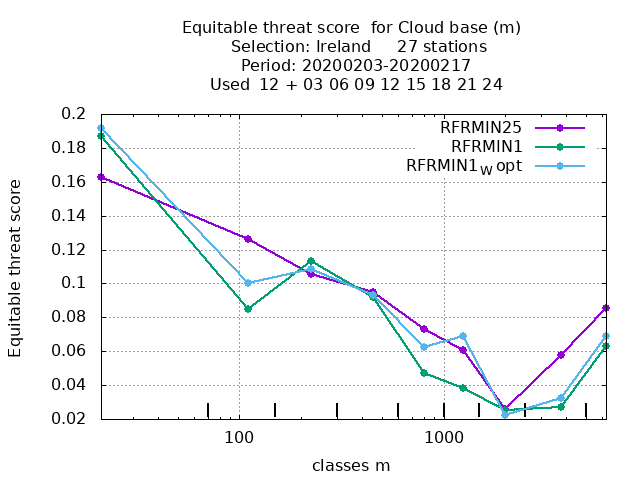 Equitable threat score  for Cloud base (m)
Selection: Ireland     27 stations
Period: 20200203-20200217
Used  12 + 03 06 09 12 15 18 21 24
RFRMIN25
RFRMIN1
RFRMIN1W opt
Equitable threat score
0.2
0.18
0.16
0.14
0.12
0.1
0.08
0.06
0.04
0.02
100 1000
classes m